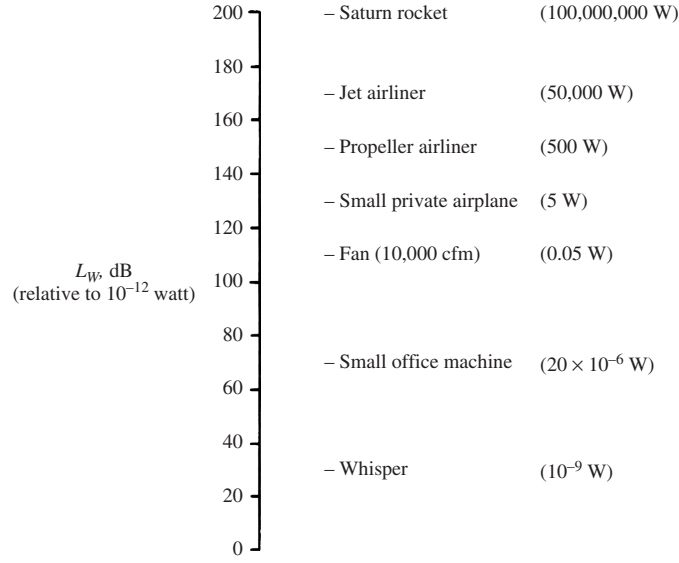 200 – Saturn rocket (100,000,000 W)
180
– Jet airliner (50,000 W)
160
– Propeller airliner (500 W)
140
– Small private airplane (5 W)
120
– Fan (10,000 cfm) (0.05 W)
L_W, dB
(relative to 10⁻¹² watt)
100
80
– Small office machine (20 × 10⁻⁶ W)
60
40
– Whisper (10⁻⁹ W)
20
0